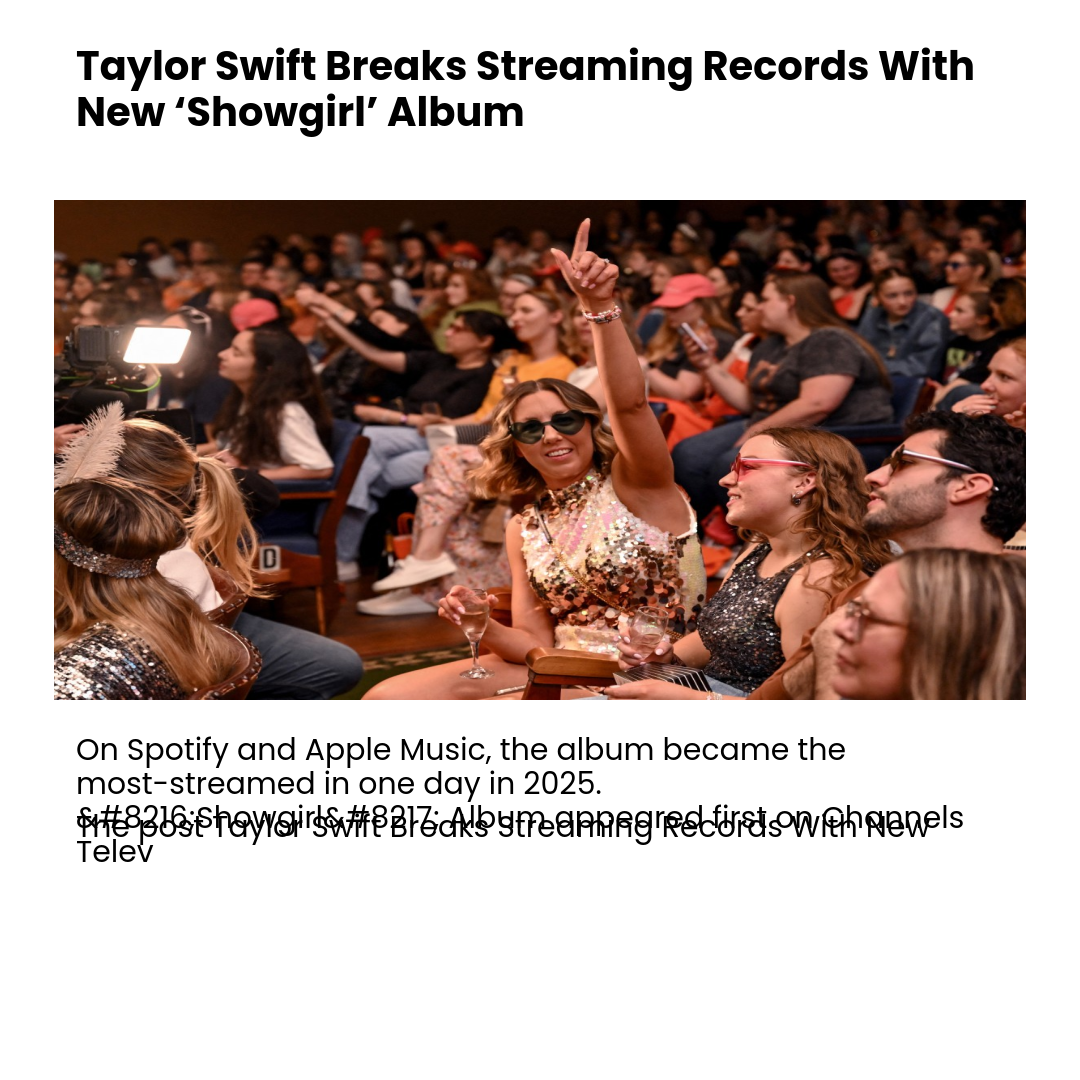 Taylor Swift Breaks Streaming Records With
New ‘Showgirl’ Album
D
On Spotify and Apple Music, the album became the
most-streamed in one day in 2025.
The post Taylor Swift Breaks Streaming Records With New
&#8216;Showgirl&#8217; Album appeared first on Channels
Telev